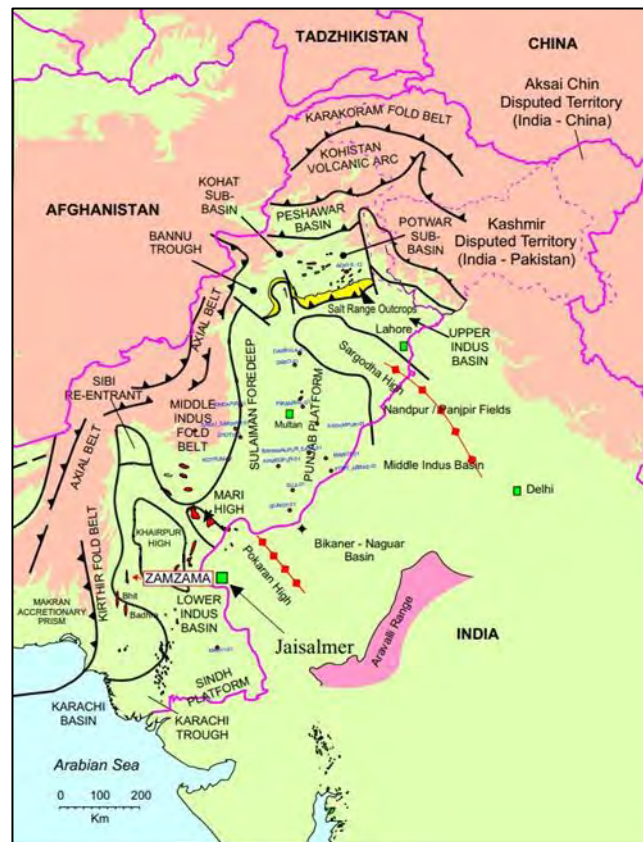 TADZHIKISTAN
CHINA
Aksai Chin
Disputed Territory
(India - China)
KARAKORAM FOLD BELT
KOHISTAN
VOLCANIC ARC
KOHAT
SUB-
BASIN
PESHAWAR
BASIN
AFGHANISTAN
POTWAR
SUB-
BASIN
Kashmir
Disputed Territory
(India - Pakistan)
BANNU
TROUGH
Salt Range Outcrops
Lahore
UPPER
INDUS
BASIN
AXIAL BELT
Sargodha High
SIBI
RE-ENTRANT
SULAIMAN FOREDEEP
PUNJAB PLATFORM
Nandpur / Panjpir Fields
MIDDLE
INDUS
FOLD
BELT
Multan
AXIAL BELT
Middle Indus Basin
Delhi
MARI
HIGH
KIRTHIR FOLD BELT
KHAIRPUR
HIGH
Bikaner - Naguar
Basin
Pokaran High
ZAMZAMA
MAKRAN
ACCRETIONARY
PRISM
Bhit
Badhra
LOWER
INDUS
BASIN
Jaisalmer
INDIA
Aravalli Range
SINDH
PLATFORM
KARACHI
BASIN
KARACHI
TROUGH
Arabian Sea
0 100 200
Km